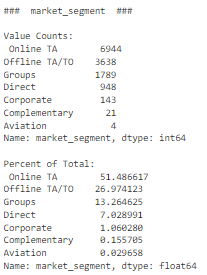 ### market_segment ###
Value Counts:
Online TA 6944
Offline TA/TO 3638
Groups 1789
Direct 948
Corporate 143
Complementary 21
Aviation 4
Name: market_segment, dtype: int64
Percent of Total:
Online TA 51.486617
Offline TA/TO 26.974123
Groups 13.264625
Direct 7.028991
Corporate 1.060280
Complementary 0.155705
Aviation 0.029658
Name: market_segment, dtype: float64